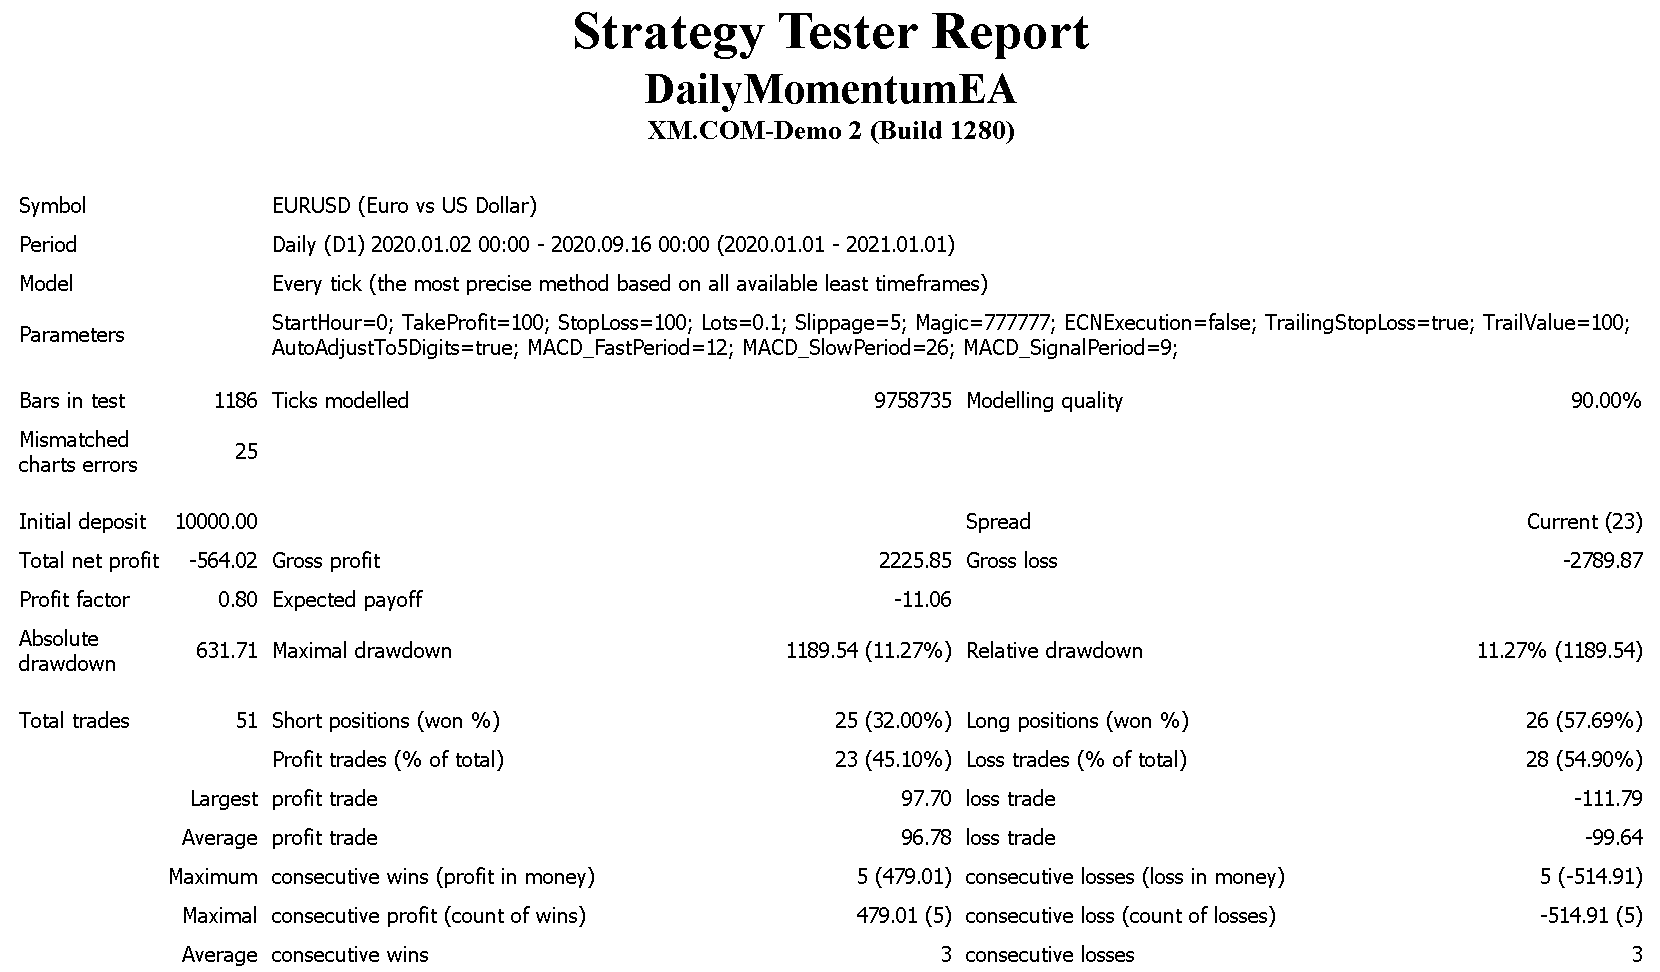 Strategy Tester Report
DailyMomentumEA
XM.COM-Demo 2 (Build 1280)
Symbol EURUSD (Euro vs US Dollar)
Period Daily (D1) 2020.01.02 00:00 - 2020.09.16 00:00 (2020.01.01 - 2021.01.01)
Model Every tick (the most precise method based on all available least timeframes)
Parameters StartHour=0; TakeProfit=100; StopLoss=100; Lots=0.1; Slippage=5; Magic=777777; ECNExecution=false; TrailingStopLoss=true; TrailValue=100;
AutoAdjustTo5Digits=true; MACD_FastPeriod=12; MACD_SlowPeriod=26; MACD_SignalPeriod=9;
Bars in test 1186 Ticks modelled 9758735 Modelling quality 90.00%
Mismatched
charts errors 25
Initial deposit 10000.00 Spread Current (23)
Total net profit -564.02 Gross profit 2225.85 Gross loss -2789.87
Profit factor 0.80 Expected payoff -11.06
Absolute
drawdown 631.71 Maximal drawdown 1189.54 (11.27%) Relative drawdown 11.27% (1189.54)
Total trades 51 Short positions (won %) 25 (32.00%) Long positions (won %) 26 (57.69%)
Profit trades (% of total) 23 (45.10%) Loss trades (% of total) 28 (54.90%)
Largest profit trade 97.70 loss trade -111.79
Average profit trade 96.78 loss trade -99.64
Maximum consecutive wins (profit in money) 5 (479.01) consecutive losses (loss in money) 5 (-514.91)
Maximal consecutive profit (count of wins) 479.01 (5) consecutive loss (count of losses) -514.91 (5)
Average consecutive wins 3 consecutive losses 3